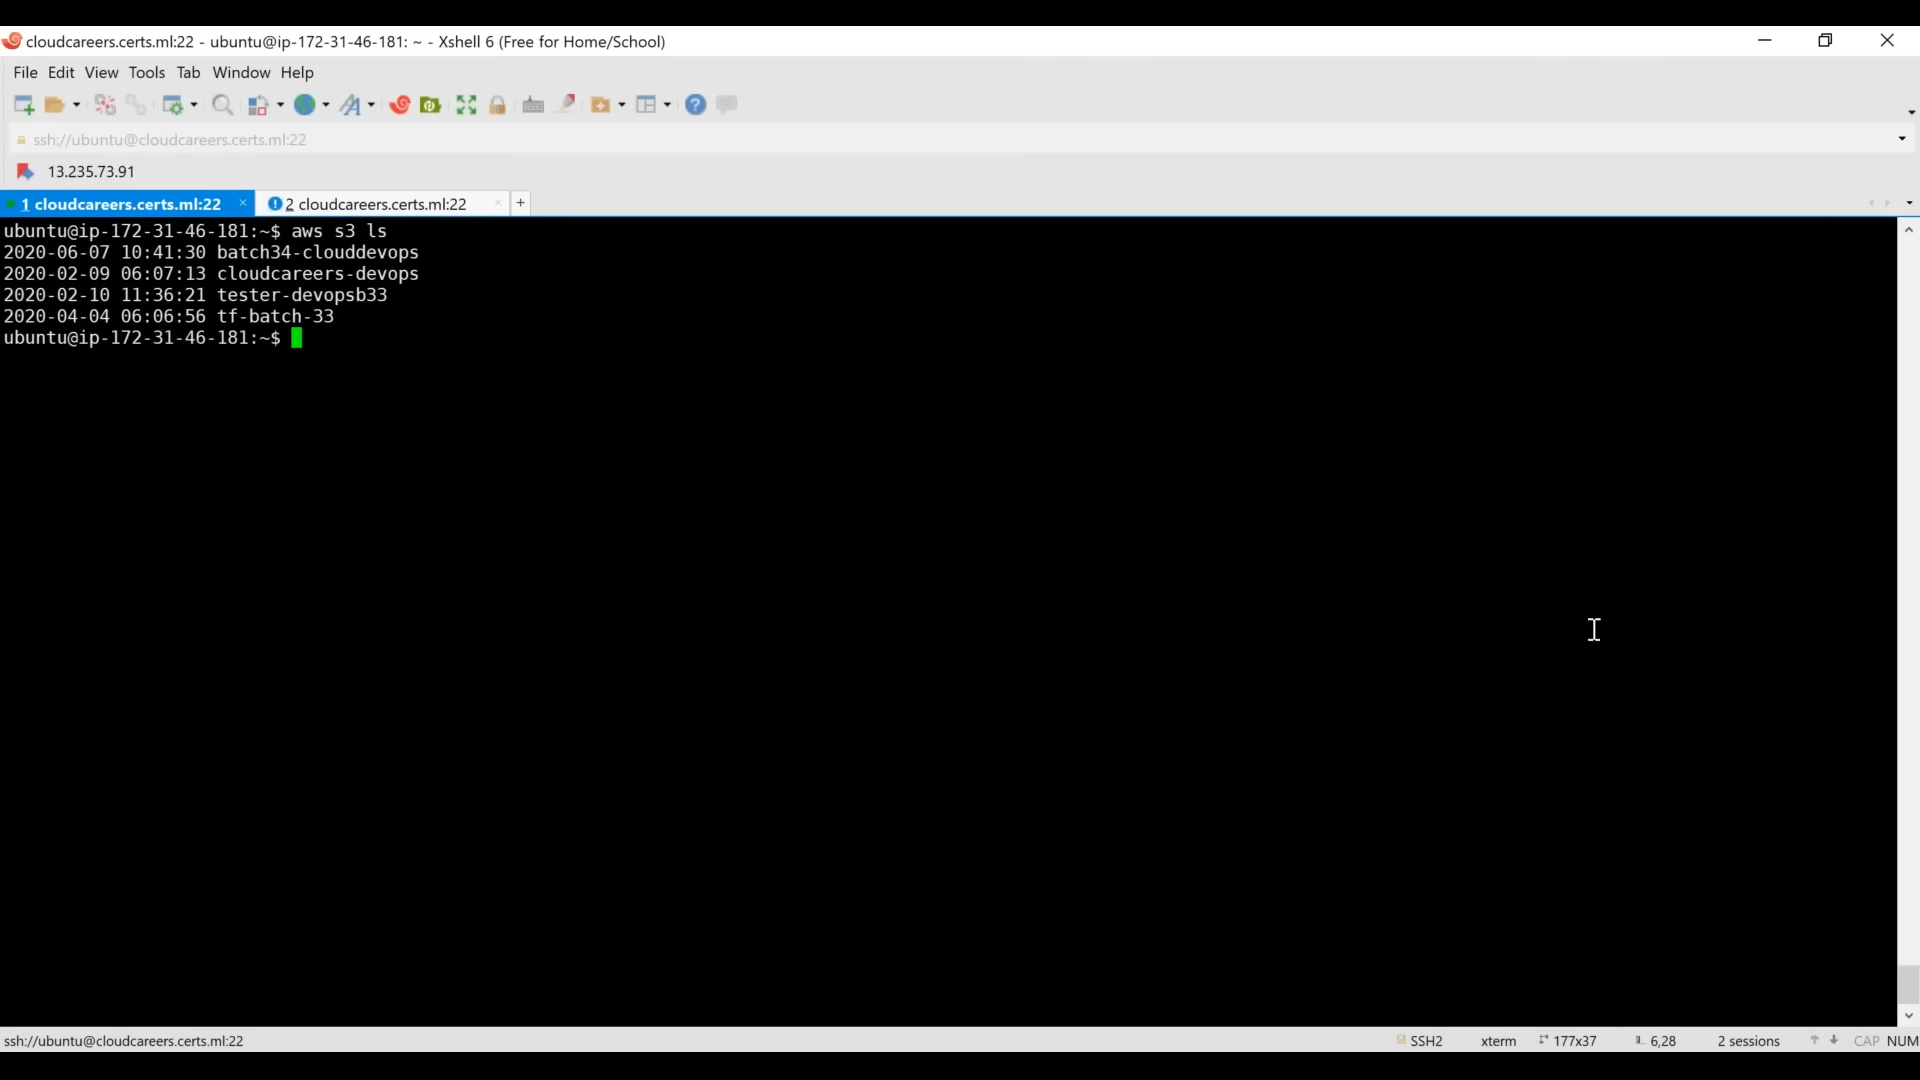 cloudcareers.certs.ml:22 - ubuntu@ip-172-31-46-181: ~ - Xshell 6 (Free for Home/School)
File Edit View Tools Tab Window Help
ssh://ubuntu@cloudcareers.certs.ml:22
13.235.73.91
1 cloudcareers.certs.ml:22 × 2 cloudcareers.certs.ml:22 × +
ubuntu@ip-172-31-46-181:~$ aws s3 ls
2020-06-07 10:41:30 batch34-clouddevops
2020-02-09 06:07:13 cloudcareers-devops
2020-02-10 11:36:21 tester-devopsb33
2020-04-04 06:06:56 tf-batch-33
ubuntu@ip-172-31-46-181:~$
ssh://ubuntu@cloudcareers.certs.ml:22 SSH2 xterm 177x37 6,28 2 sessions CAP NUM